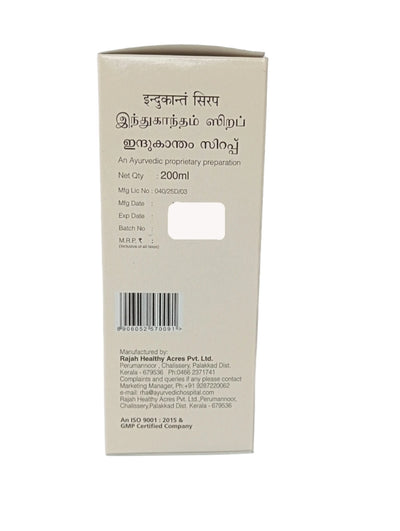 इन्दुकान्तं सिरप
இந்துகாந்தம் ஸிறப்
ഇന്ദുകാന്തം സിറപ്പ്
An Ayurvedic proprietary preparation
Net Qty : 200ml
Mfg Lic No : 040/25D/03
Mfg Date :
Exp Date :
Batch No :
M.R.P. ₹ :
(Inclusive of all taxes)
8906052570091
Manufactured by:
Rajah Healthy Acres Pvt. Ltd.
Perumannoor , Chalissery, Palakkad Dist.
Kerala - 679536 Ph:0466 2371741
Complaints and queries if any please contact
Marketing Manager, Ph:+91 9287220062
e-mail: rha@ayurvedichospital.com
Rajah Healthy Acres Pvt. Ltd.,Perumannoor,
Chalissery,Palakkad Dist. Kerala - 679536
An ISO 9001 : 2015 &
GMP Certified Company